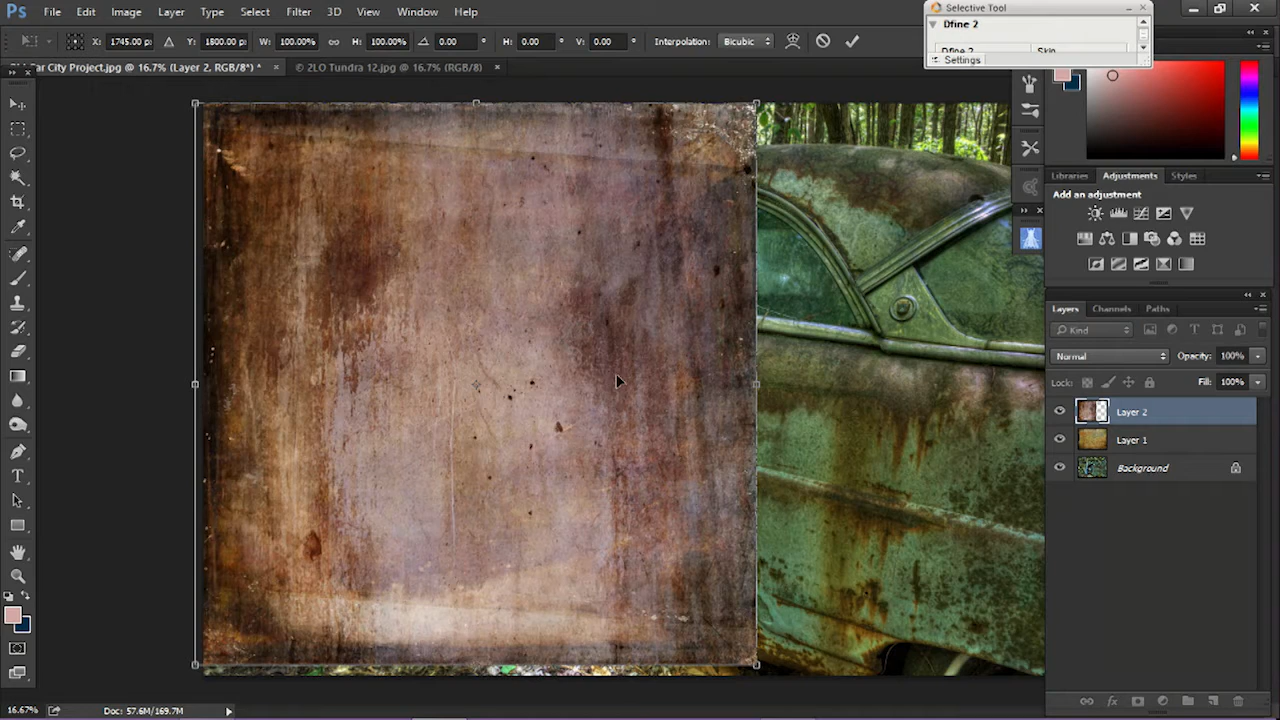 Ps File Edit Image Layer Type Select Filter 3D View Window Help
Selective Tool
Dfine 2
Dfine 2 Skin
Settings
X: 1745.00 p: Y: 1800.00 p: W: 100.00% H: 100.00% 0.00 ° H: 0.00 ° V: 0.00 ° Interpolation: Bicubic
Car City Project.jpg @ 16.7% (Layer 2, RGB/8*) * × © 2LO Tundra 12.jpg @ 16.7% (RGB/8) ×
Libraries Adjustments Styles
Add an adjustment
Layers Channels Paths
Kind
Normal Opacity: 100%
Lock: Fill: 100%
Layer 2
Layer 1
Background
16.67% Doc: 57.6M/169.7M